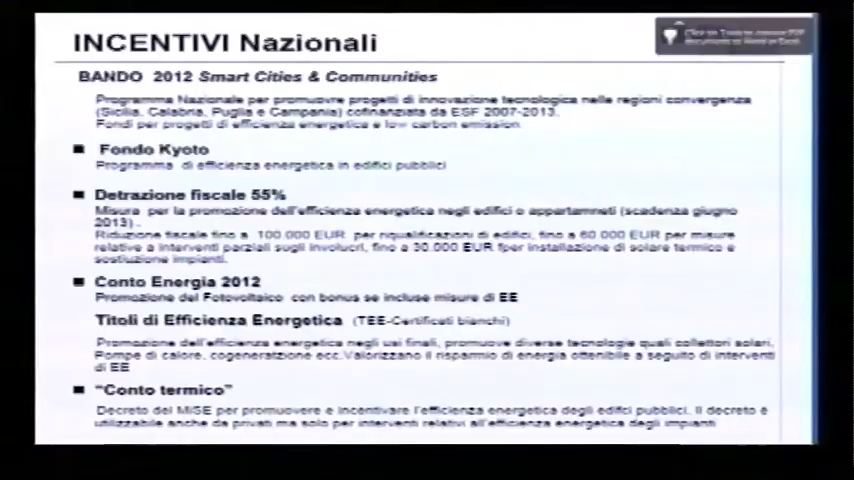 INCENTIVI Nazionali
BANDO 2012 Smart Cities & Communities
Programma Nazionale per promuovre progetti di innovazione tecnologica nelle regioni convergenza
(Sicilia, Calabria, Puglia e Campania) cofinanziata da ESF 2007-2013.
Fondi per progetti di efficienza energetica e low carbon emission
■ Fondo Kyoto
Programma di efficienza energetica in edifici pubblici
■ Detrazione fiscale 55%
Misura per la promozione dell'efficienza energetica negli edifici o appartamneti (scadenza giugno
2013) .
Riduzione fiscale fino a 100.000 EUR per riqualificazioni di edifici, fino a 60.000 EUR per misure
relative a interventi parziali sugli involucri, fino a 30.000 EUR fper installazione di solare termico e
sostiuzione impianti.
■ Conto Energia 2012
Promozione del Fotovoltaico con bonus se incluse misure di EE
Titoli di Efficienza Energetica (TEE-Certificati bianchi)
Promozione dell'efficienza energetica negli usi finali, promuove diverse tecnologie quali collettori solari,
Pompe di calore, cogeneratzione ecc.Valorizzano il risparmio di energia ottenibile a seguito di interventi
di EE
■ "Conto termico"
Decreto del MiSE per promuovere e incentivare l'efficienza energetica degli edifici pubblici. Il decreto è
utilizzabile anche da privati ma solo per interventi relativi all'efficienza energetica degli impianti